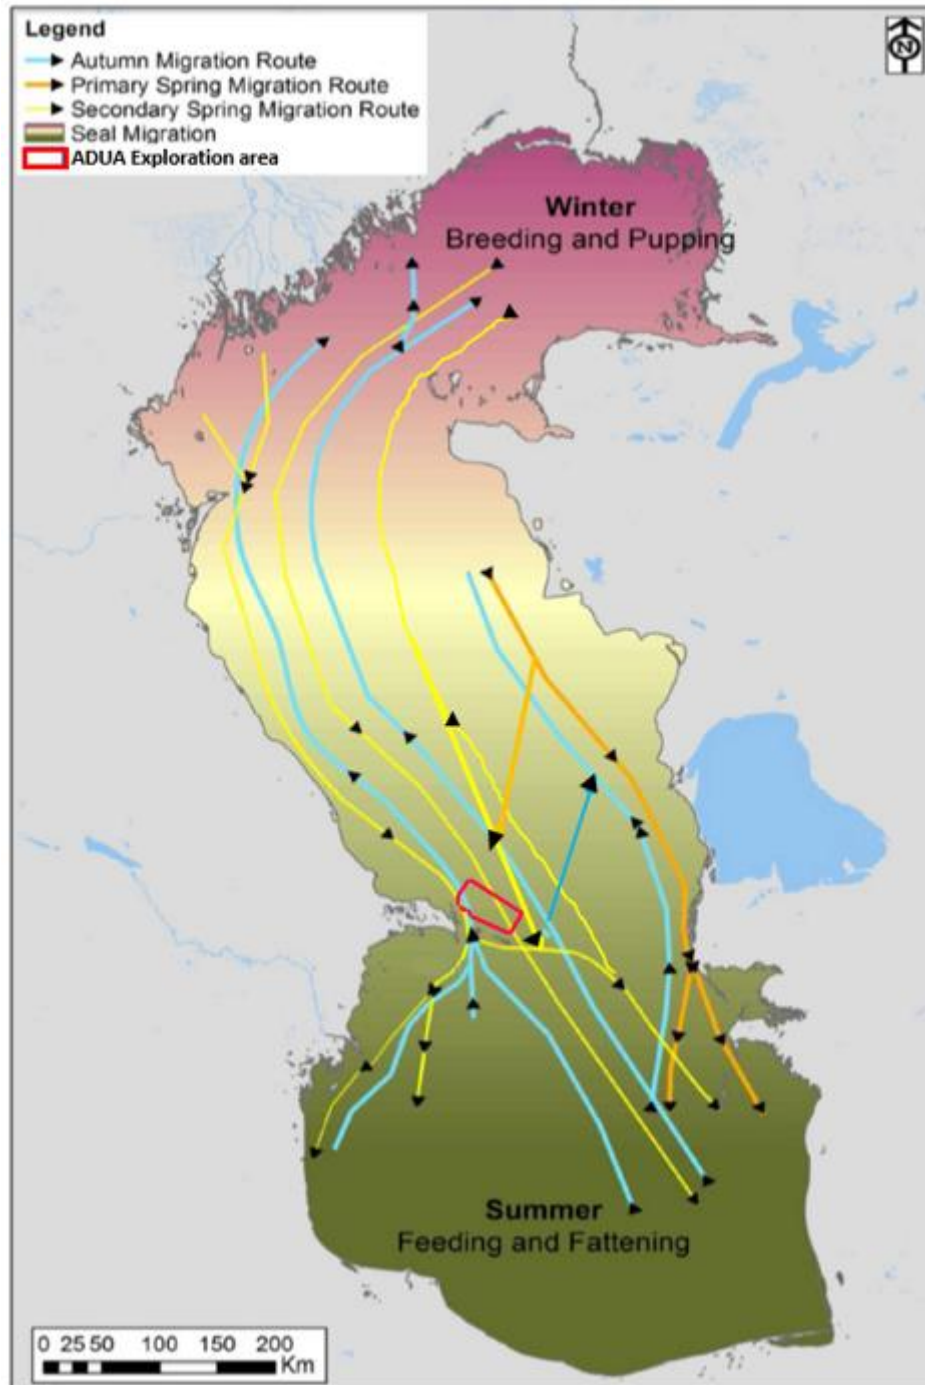 Legend
Autumn Migration Route
Primary Spring Migration Route
Secondary Spring Migration Route
Seal Migration
ADUA Exploration area
N
Winter
Breeding and Pupping
Summer
Feeding and Fattening
0 25 50 100 150 200
Km